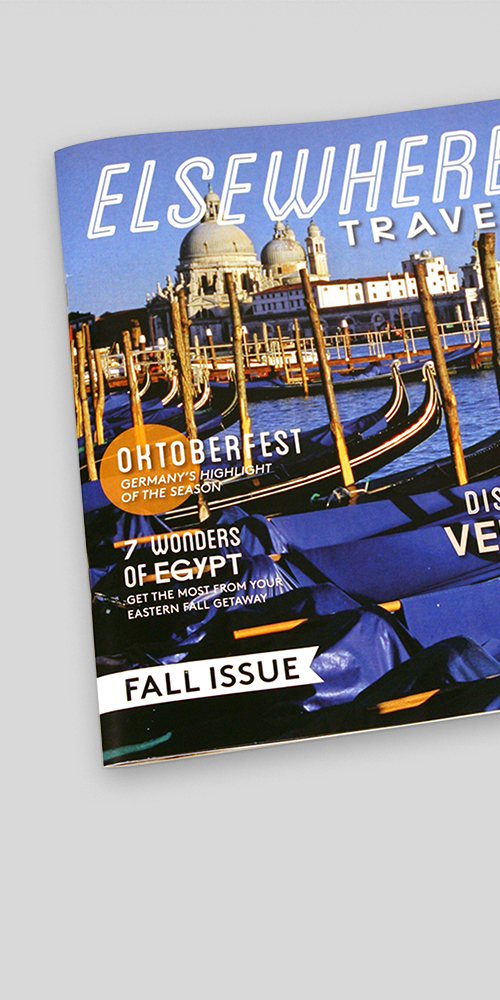 ELSEWHERE
TRAVE
OKTOBERFEST
GERMANY'S HIGHLIGHT
OF THE SEASON
7 WONDERS
OF EGYPT
GET THE MOST FROM YOUR
EASTERN FALL GETAWAY
DIS
VE
FALL ISSUE